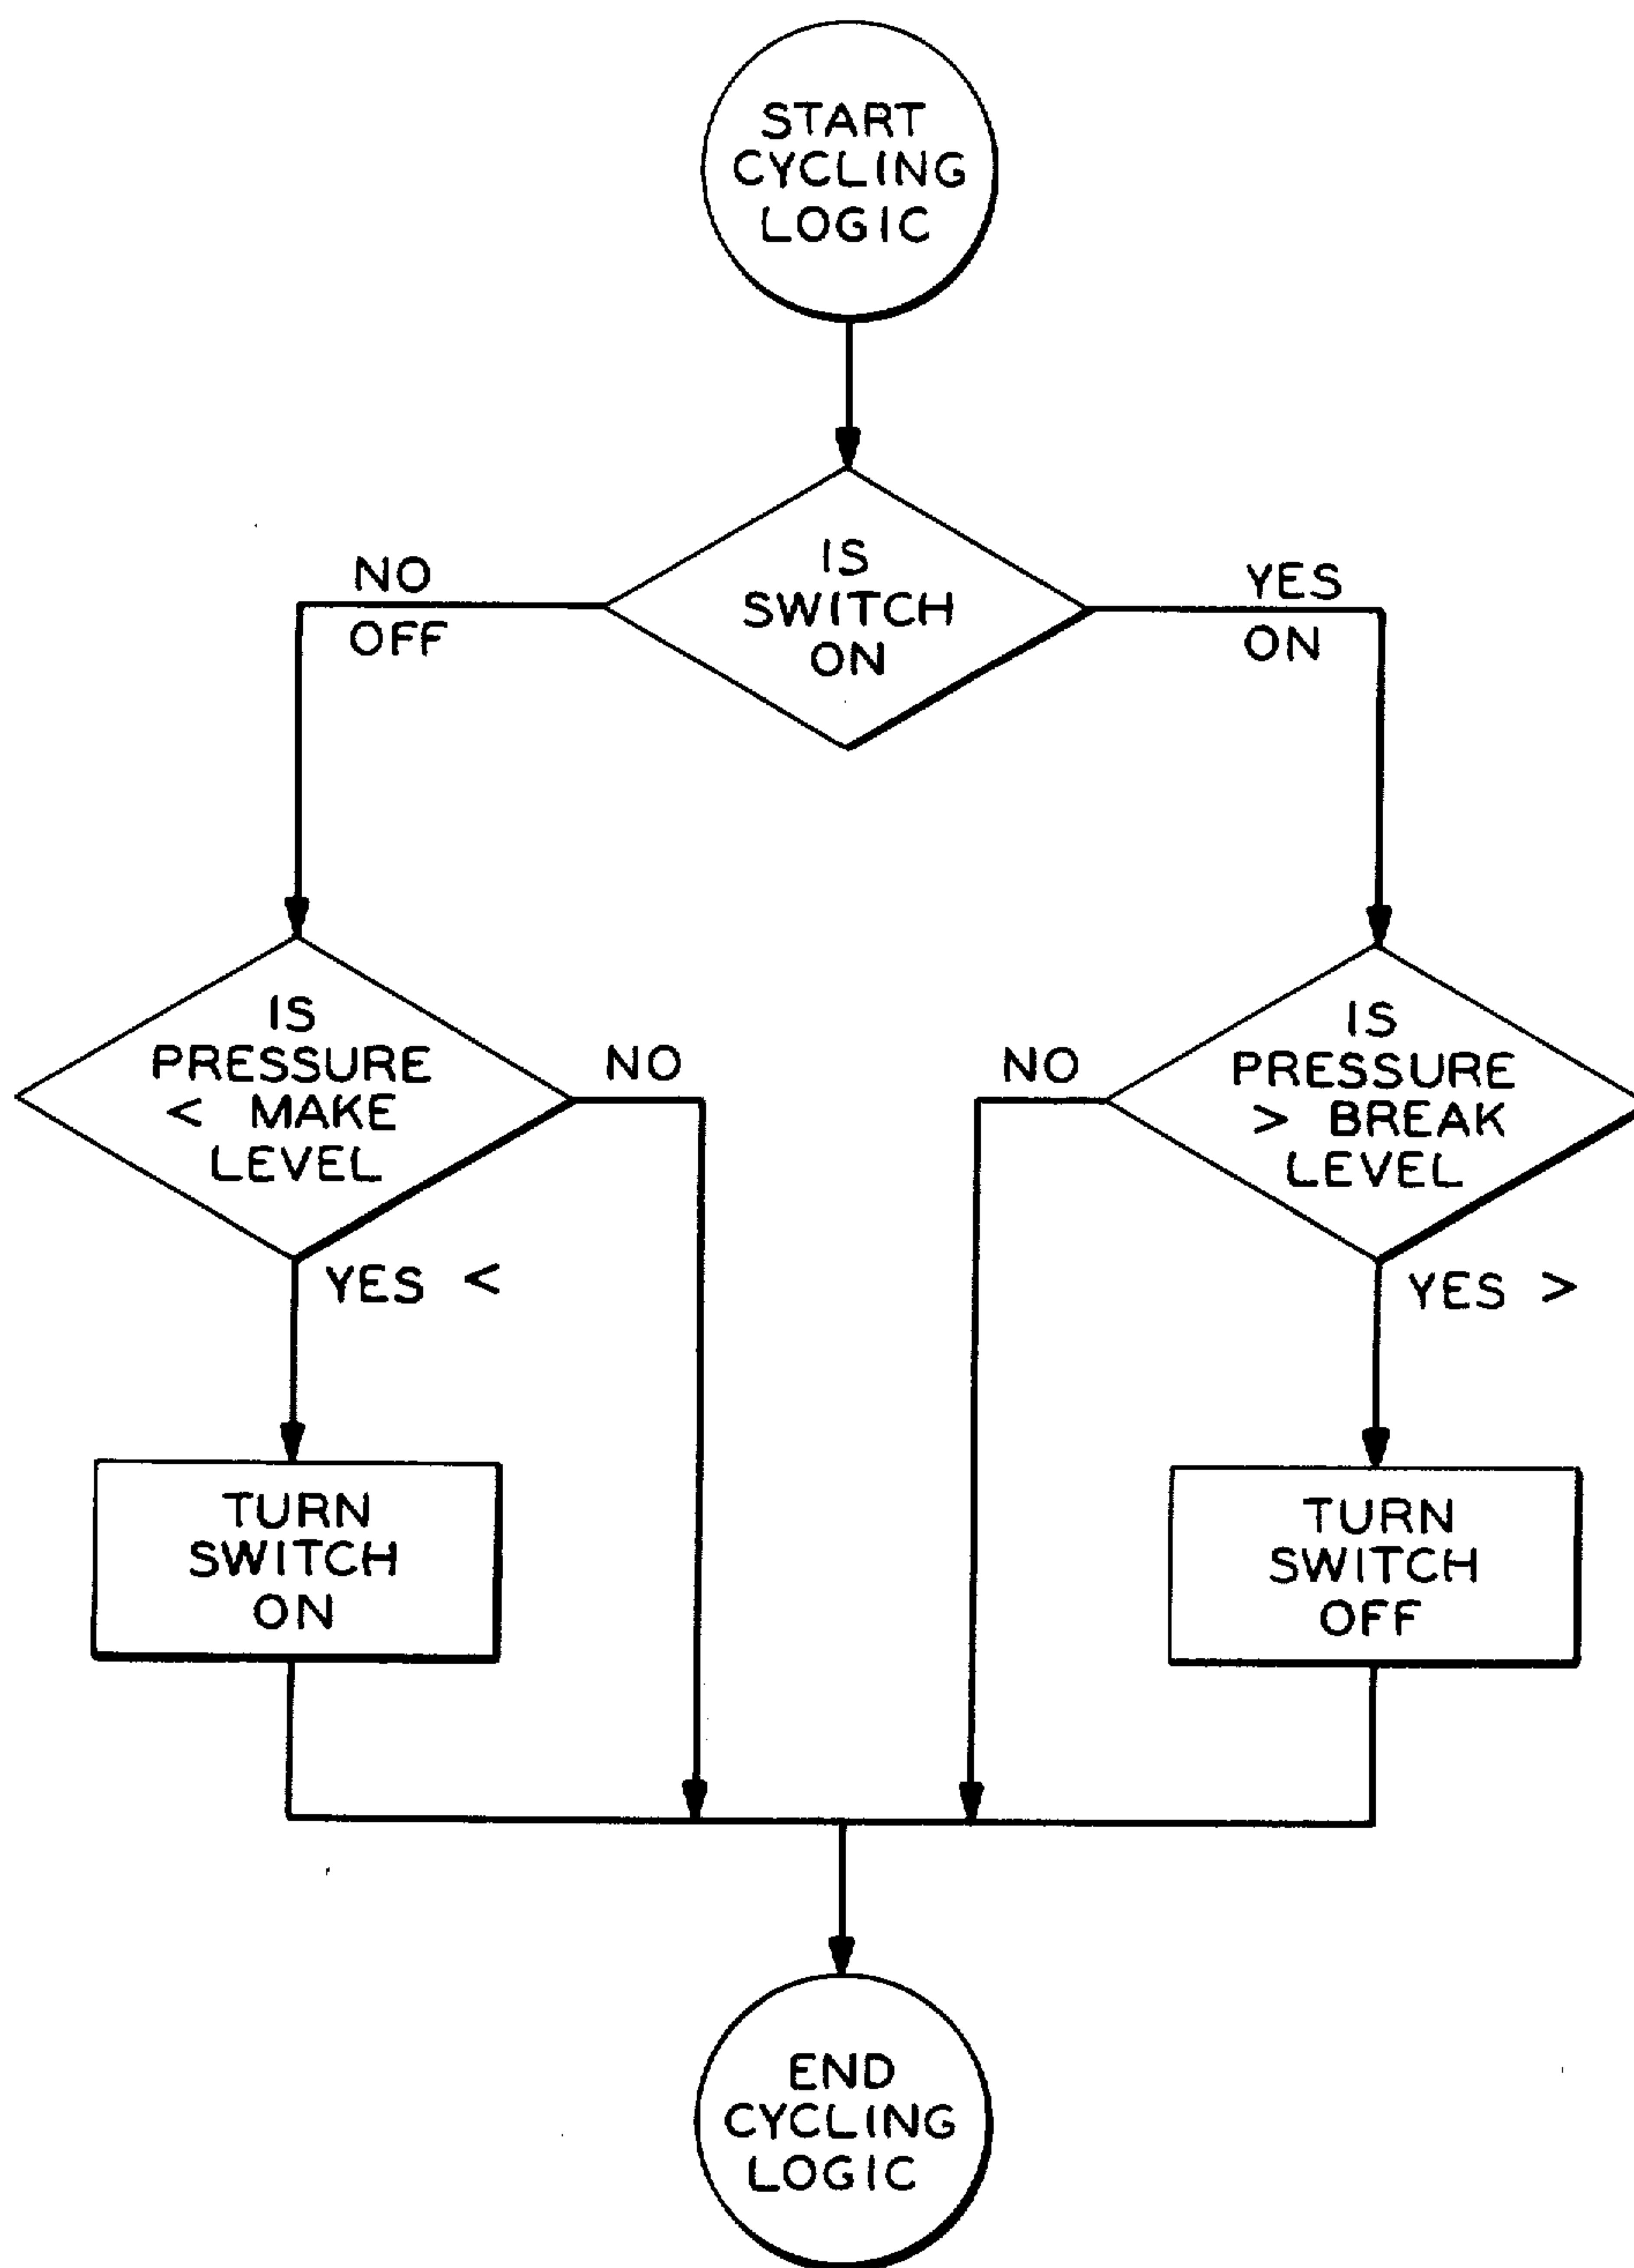 START
CYCLING
LOGIC
IS
SWITCH
ON
NO
OFF
YES
ON
IS
PRESSURE
< MAKE
LEVEL
NO
YES <
NO
IS
PRESSURE
> BREAK
LEVEL
YES >
TURN
SWITCH
ON
TURN
SWITCH
OFF
END
CYCLING
LOGIC